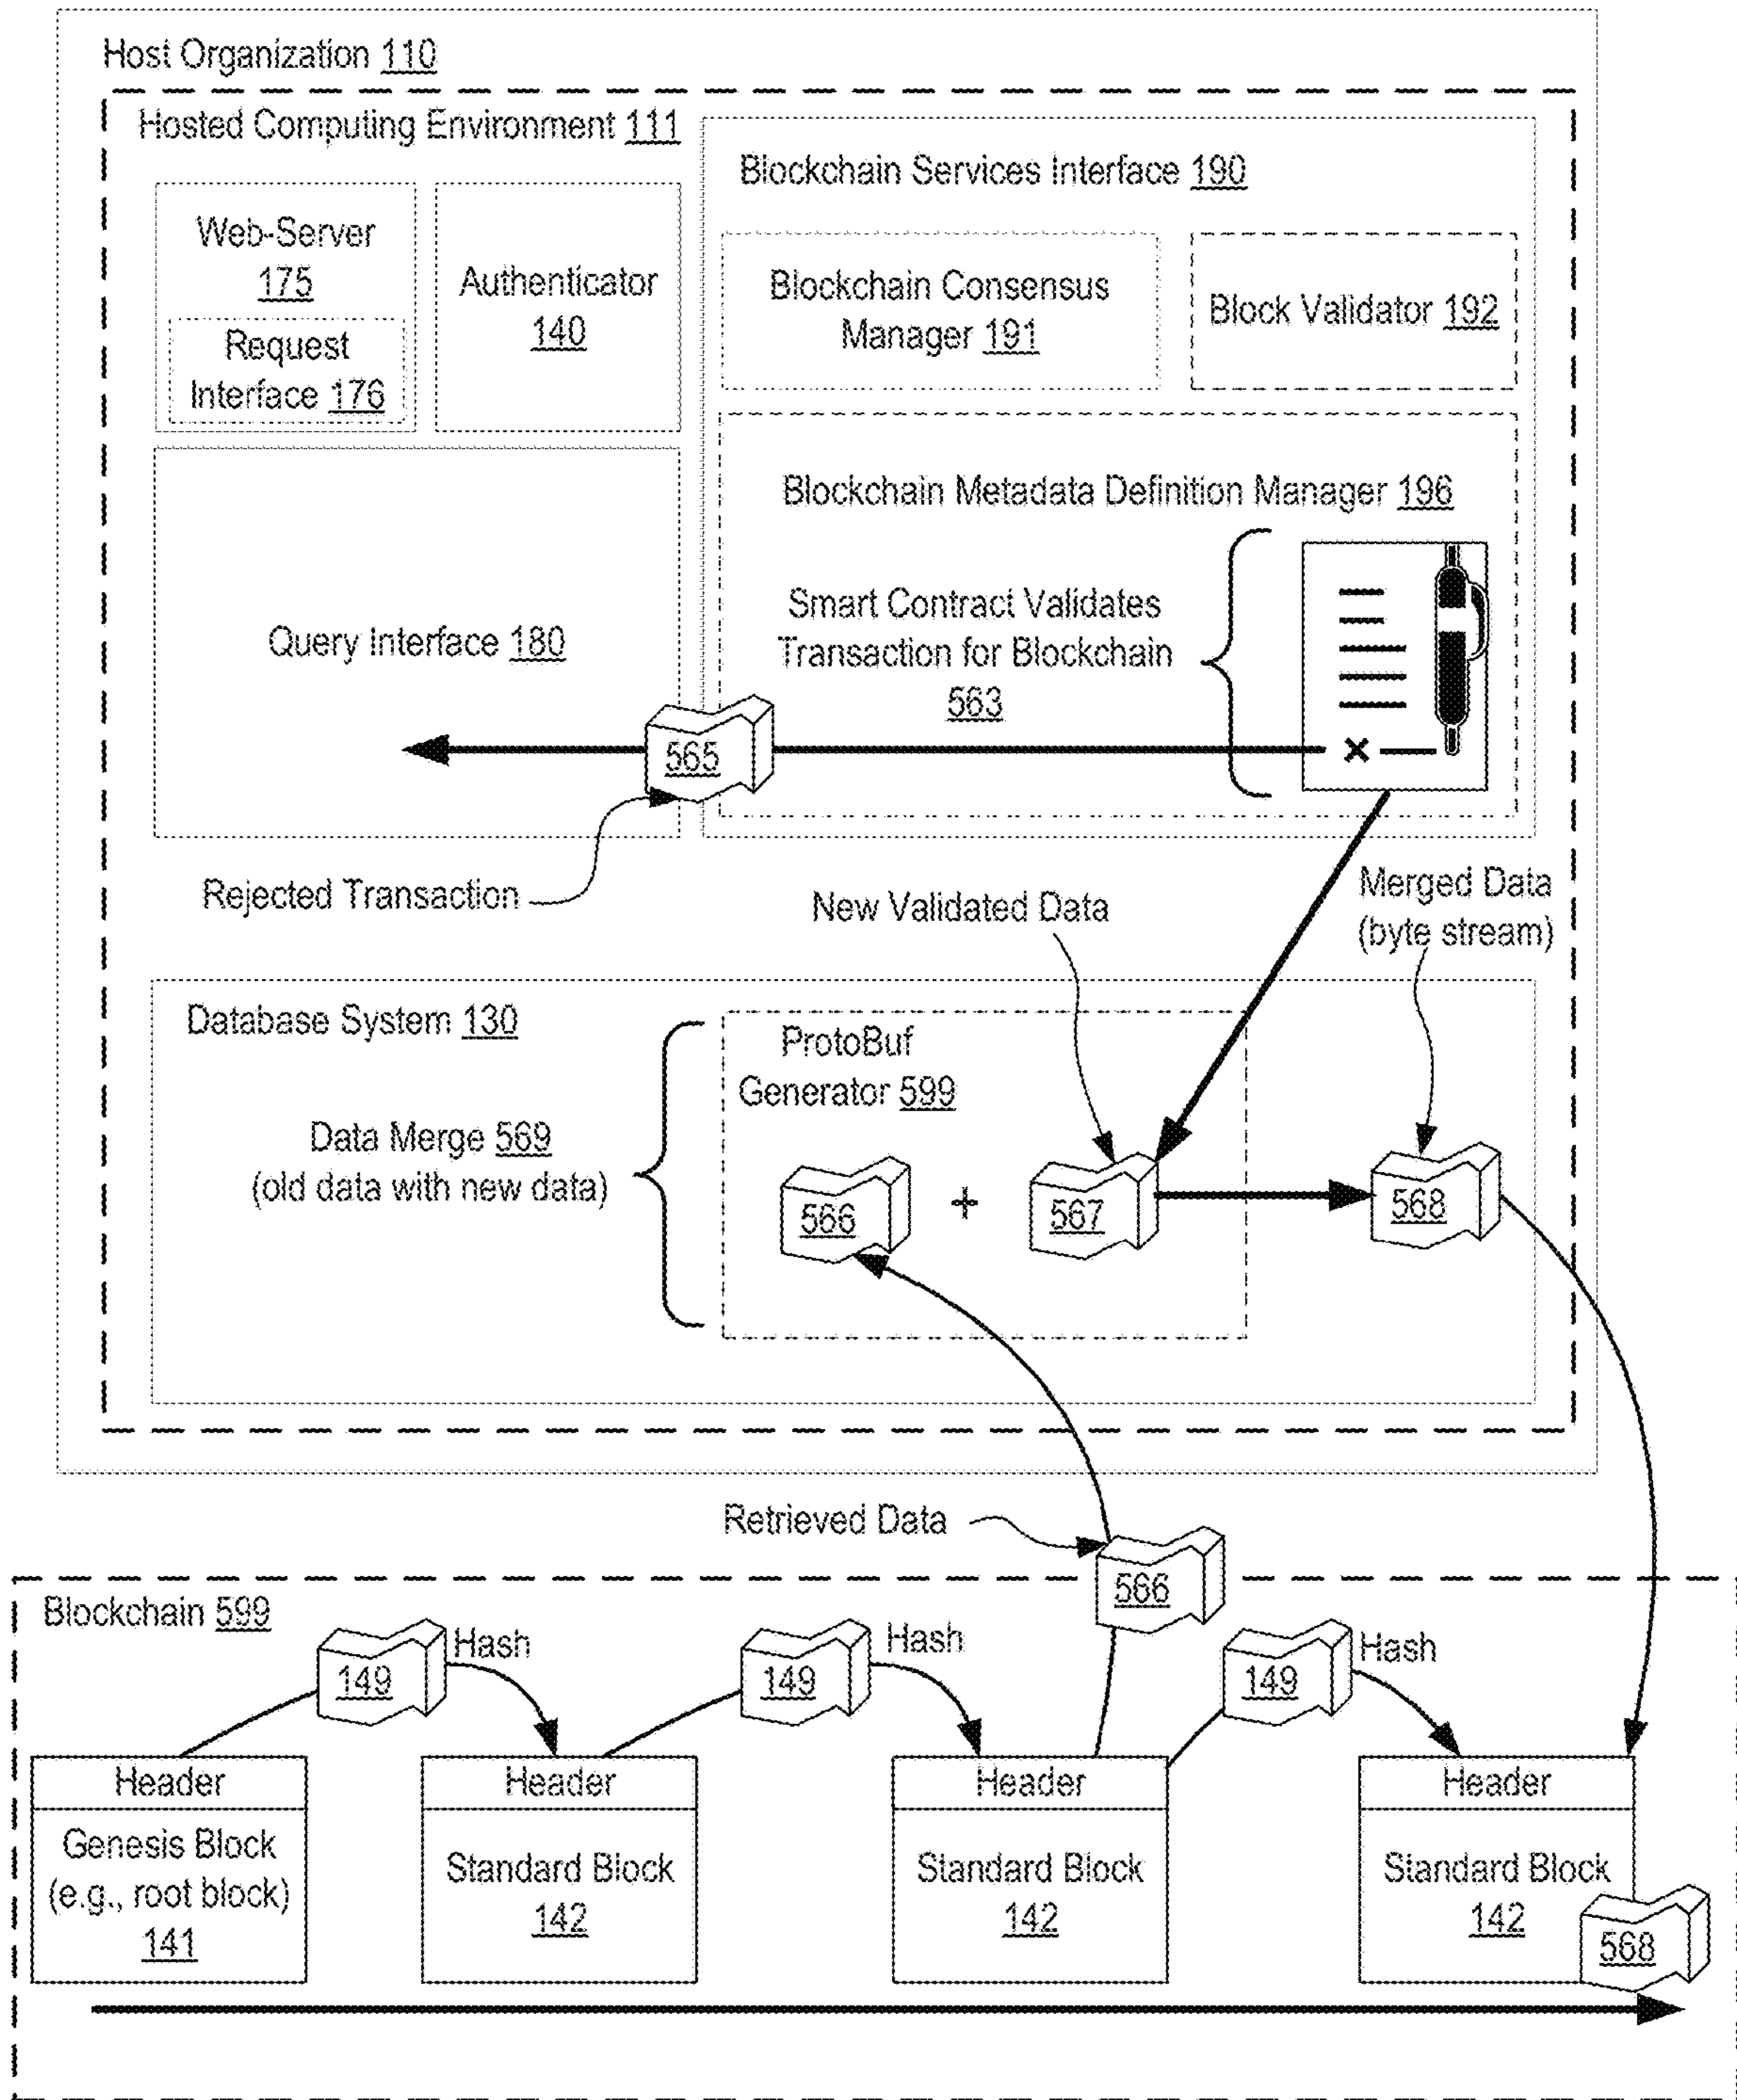 Host Organization 110
Hosted Computing Environment 111
Web-Server
175
Request
Interface 176
Authenticator
140
Blockchain Services Interface 190
Blockchain Consensus
Manager 191
Block Validator 192
Query Interface 180
Blockchain Metadata Definition Manager 196
Smart Contract Validates
Transaction for Blockchain
563
565
Rejected Transaction
New Validated Data
Merged Data
(byte stream)
Database System 130
ProtoBuf
Generator 599
Data Merge 569
(old data with new data)
566
+
567
568
Retrieved Data
566
Blockchain 599
149
Hash
149
Hash
149
Hash
Header
Genesis Block
(e.g., root block)
141
Header
Standard Block
142
Header
Standard Block
142
Header
Standard Block
142
568